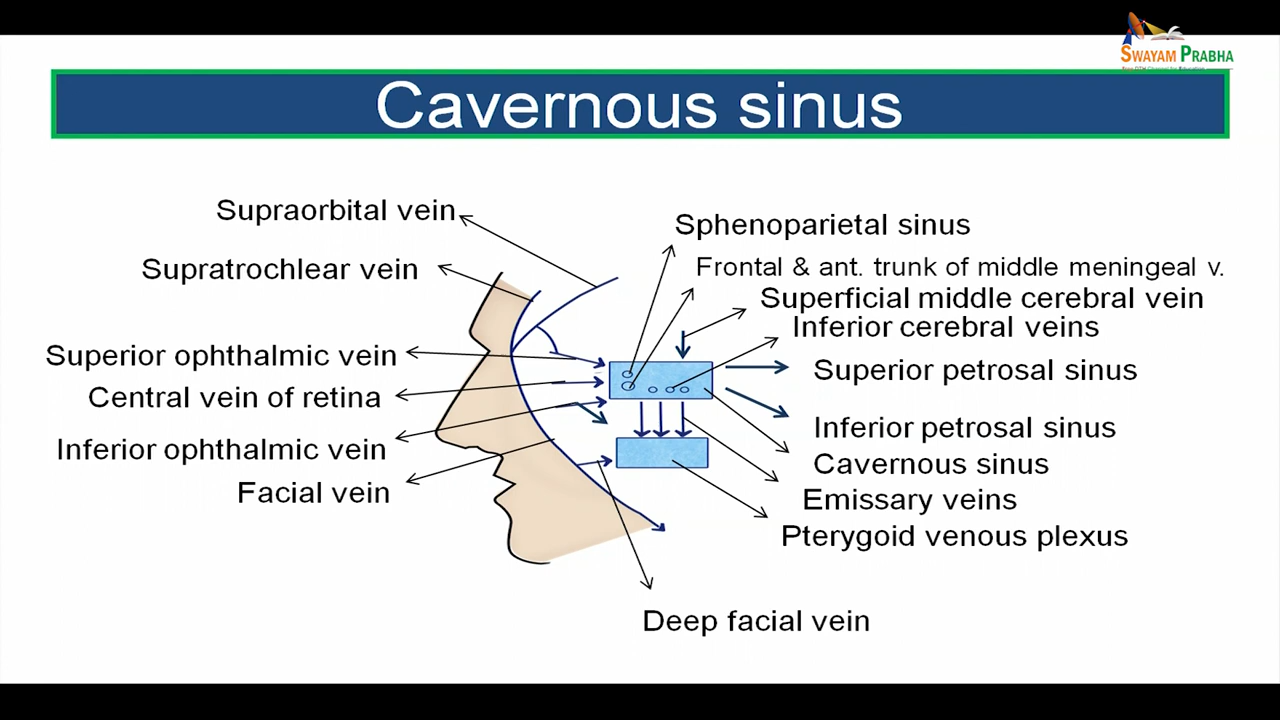 SWAYAM PRABHA
Cavernous sinus
Supraorbital vein
Supratrochlear vein
Superior ophthalmic vein
Central vein of retina
Inferior ophthalmic vein
Facial vein
Sphenoparietal sinus
Frontal & ant. trunk of middle meningeal v.
Superficial middle cerebral vein
Inferior cerebral veins
Superior petrosal sinus
Inferior petrosal sinus
Cavernous sinus
Emissary veins
Pterygoid venous plexus
Deep facial vein